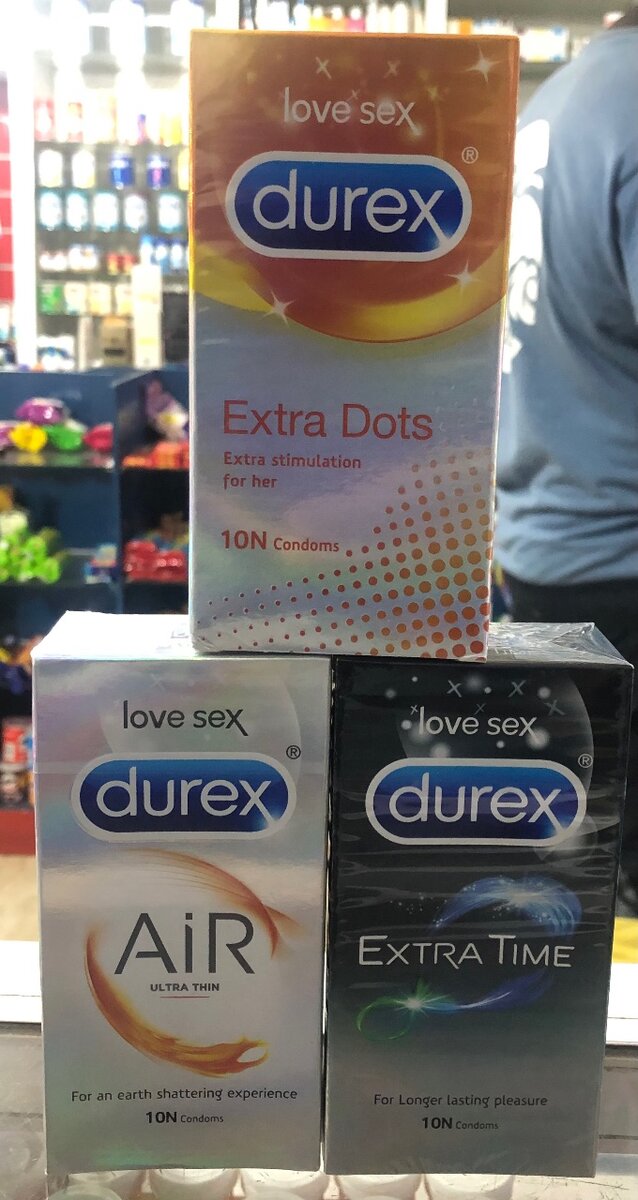 love sex
durex®
Extra Dots
Extra stimulation
for her
10N Condoms
love sex
durex®
AiR
ULTRA THIN
For an earth shattering experience
10N Condoms
love sex
durex®
EXTRA TIME
For Longer lasting pleasure
10N Condoms